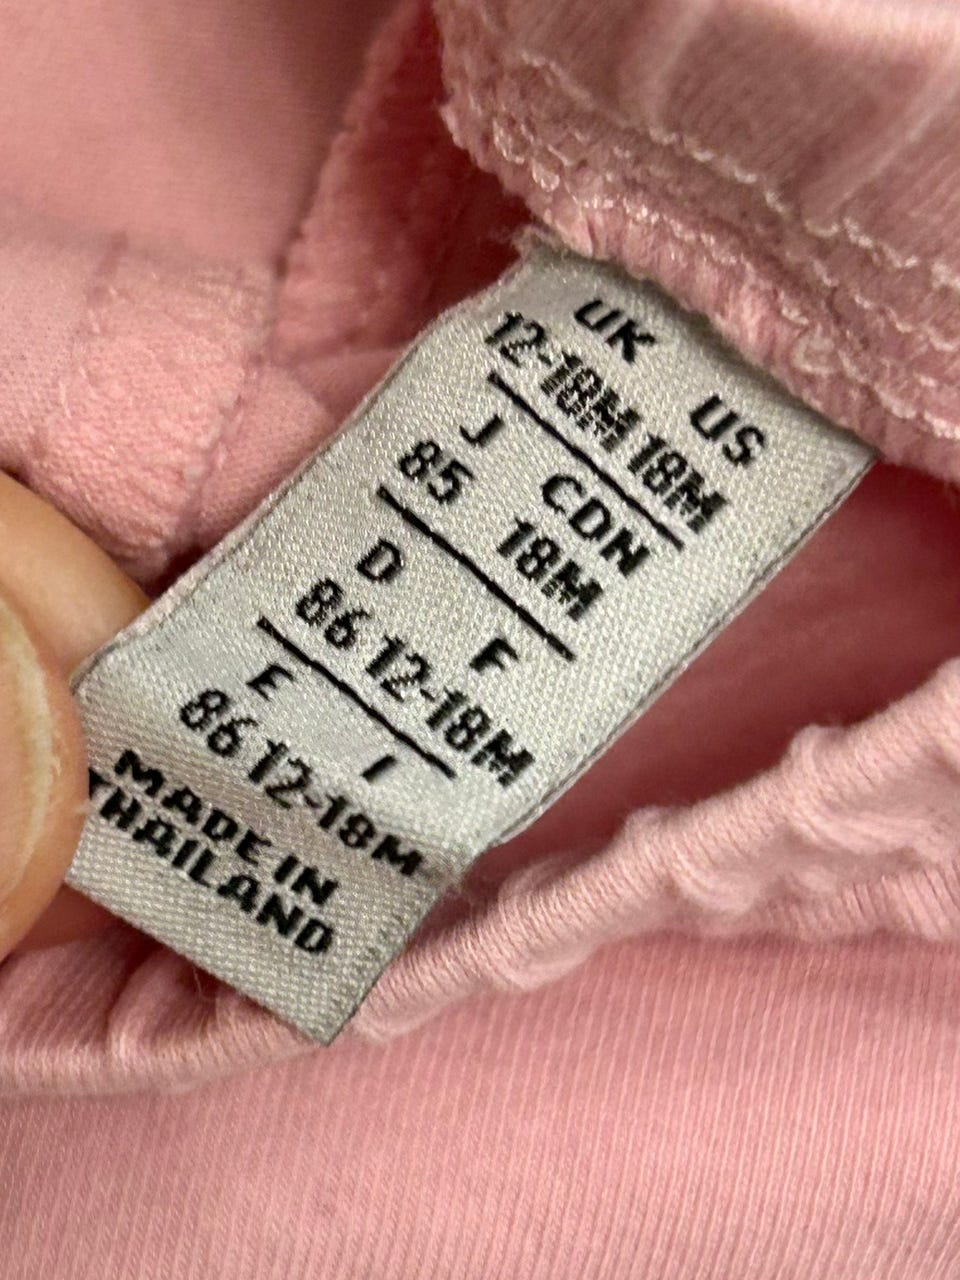 UK US
12-18M 18M
J CDN
85 18M
D F
86 12-18M
E I
86 12-18M
MADE IN
THAILAND